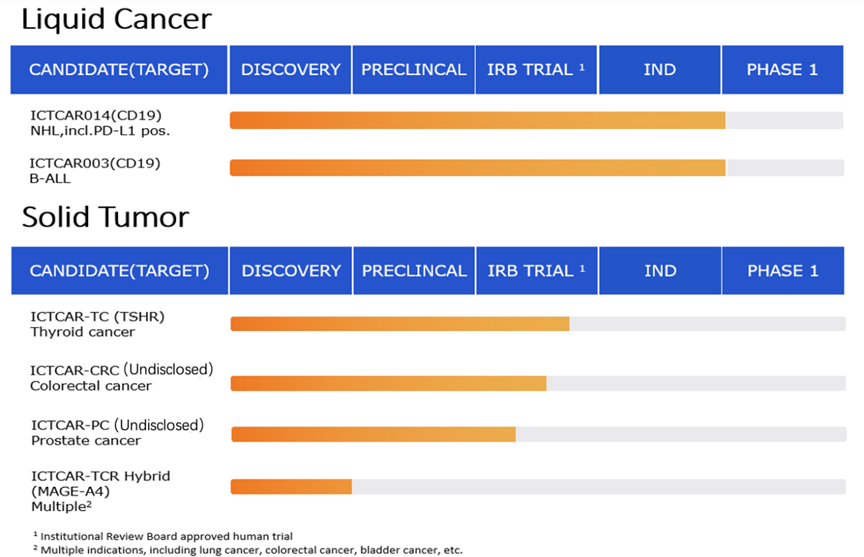 Liquid Cancer
CANDIDATE(TARGET) DISCOVERY PRECLINCAL IRB TRIAL ¹ IND PHASE 1
ICTCAR014(CD19)
NHL,incl.PD-L1 pos.
ICTCAR003(CD19)
B-ALL
Solid Tumor
CANDIDATE(TARGET) DISCOVERY PRECLINCAL IRB TRIAL ¹ IND PHASE 1
ICTCAR-TC (TSHR)
Thyroid cancer
ICTCAR-CRC (Undisclosed)
Colorectal cancer
ICTCAR-PC (Undisclosed)
Prostate cancer
ICTCAR-TCR Hybrid
(MAGE-A4)
Multiple²
¹ Institutional Review Board approved human trial
² Multiple indications, including lung cancer, colorectal cancer, bladder cancer, etc.